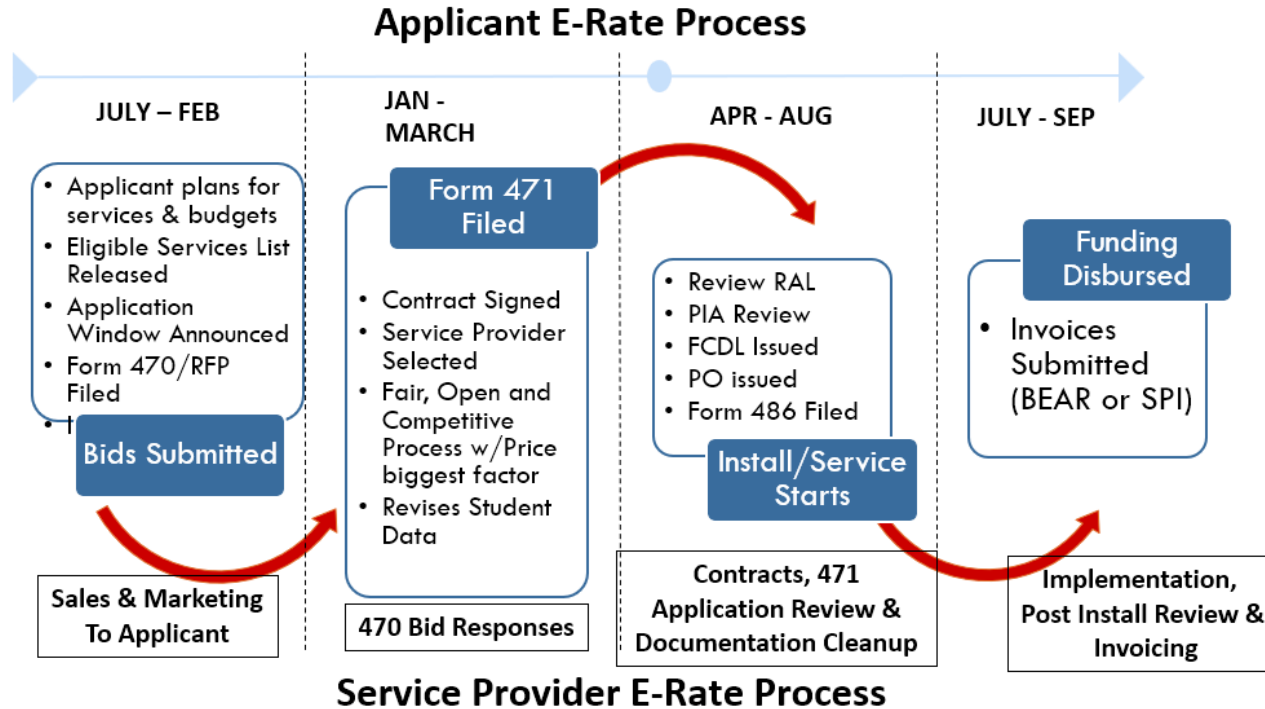 Applicant E-Rate Process
JULY – FEB
• Applicant plans for
services & budgets
• Eligible Services List
Released
• Application
Window Announced
• Form 470/RFP
Filed
•
Bids Submitted
Sales & Marketing
To Applicant
JAN -
MARCH
Form 471
Filed
• Contract Signed
• Service Provider
Selected
• Fair, Open and
Competitive
Process w/Price
biggest factor
• Revises Student
Data
470 Bid Responses
APR - AUG
• Review RAL
• PIA Review
• FCDL Issued
• PO issued
• Form 486 Filed
Install/Service
Starts
Contracts, 471
Application Review &
Documentation Cleanup
JULY - SEP
Funding
Disbursed
• Invoices
Submitted
(BEAR or SPI)
Implementation,
Post Install Review &
Invoicing
Service Provider E-Rate Process